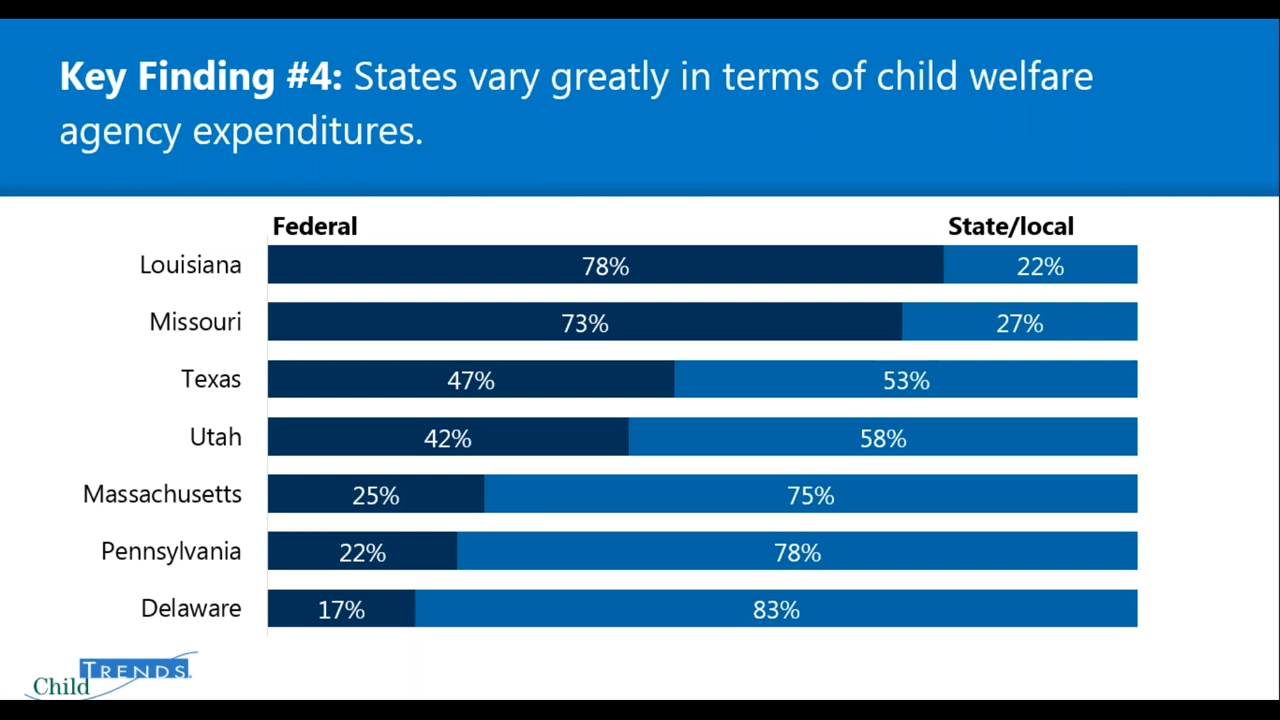 Key Finding #4: States vary greatly in terms of child welfare
agency expenditures.
Federal State/local
Louisiana 78% 22%
Missouri 73% 27%
Texas 47% 53%
Utah 42% 58%
Massachusetts 25% 75%
Pennsylvania 22% 78%
Delaware 17% 83%
Child TRENDS